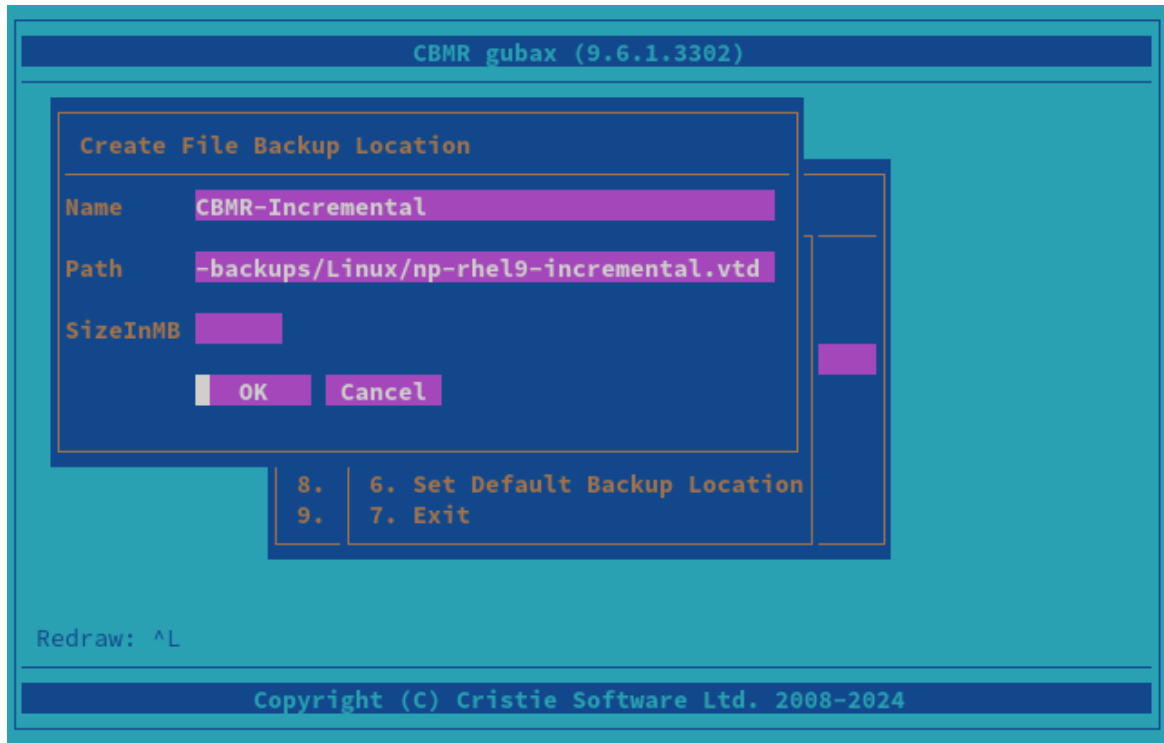 CBMR gubax (9.6.1.3302)
Create File Backup Location
Name CBMR-Incremental
Path -backups/Linux/np-rhel9-incremental.vtd
SizeInMB
OK Cancel
8. 6. Set Default Backup Location
9. 7. Exit
Redraw: ^L
Copyright (C) Cristie Software Ltd. 2008-2024